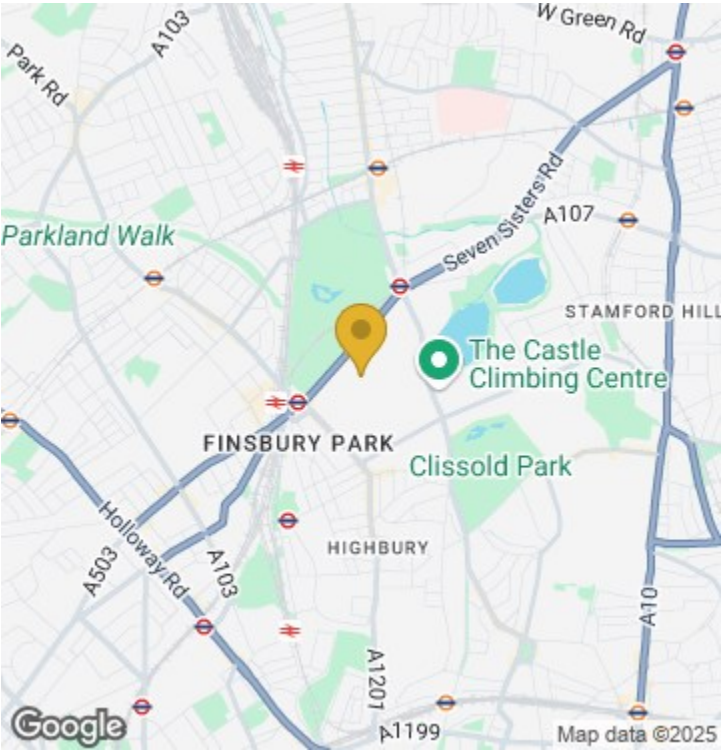 W Green Rd
A103
Park Rd
Seven Sisters Rd
A107
Parkland Walk
STAMFORD HILL
The Castle
Climbing Centre
FINSBURY PARK
Clissold Park
Holloway Rd
A503
A103
HIGHBURY
A10
A1201
A1199
Google
Map data ©2025